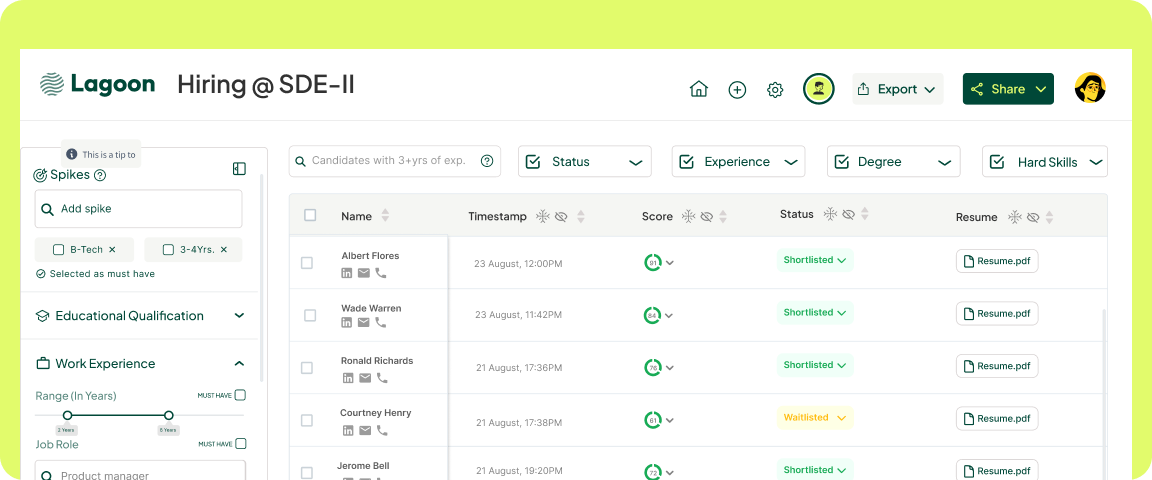 Lagoon
Hiring @ SDE-II
Export
Share
This is a tip to
Spikes
Add spike
B-Tech ×
3-4Yrs. ×
Selected as must have
Educational Qualification
Work Experience
Range (In Years)
MUST HAVE
2 Years
8 Years
Job Role
MUST HAVE
Product manager
Candidates with 3+yrs of exp.
Status
Experience
Degree
Hard Skills
Name Timestamp Score Status Resume
Albert Flores 23 August, 12:00PM 91 Shortlisted Resume.pdf
Wade Warren 23 August, 11:42PM 84 Shortlisted Resume.pdf
Ronald Richards 21 August, 17:36PM 76 Shortlisted Resume.pdf
Courtney Henry 21 August, 17:38PM 61 Waitlisted Resume.pdf
Jerome Bell 21 August, 19:20PM 72 Shortlisted Resume.pdf